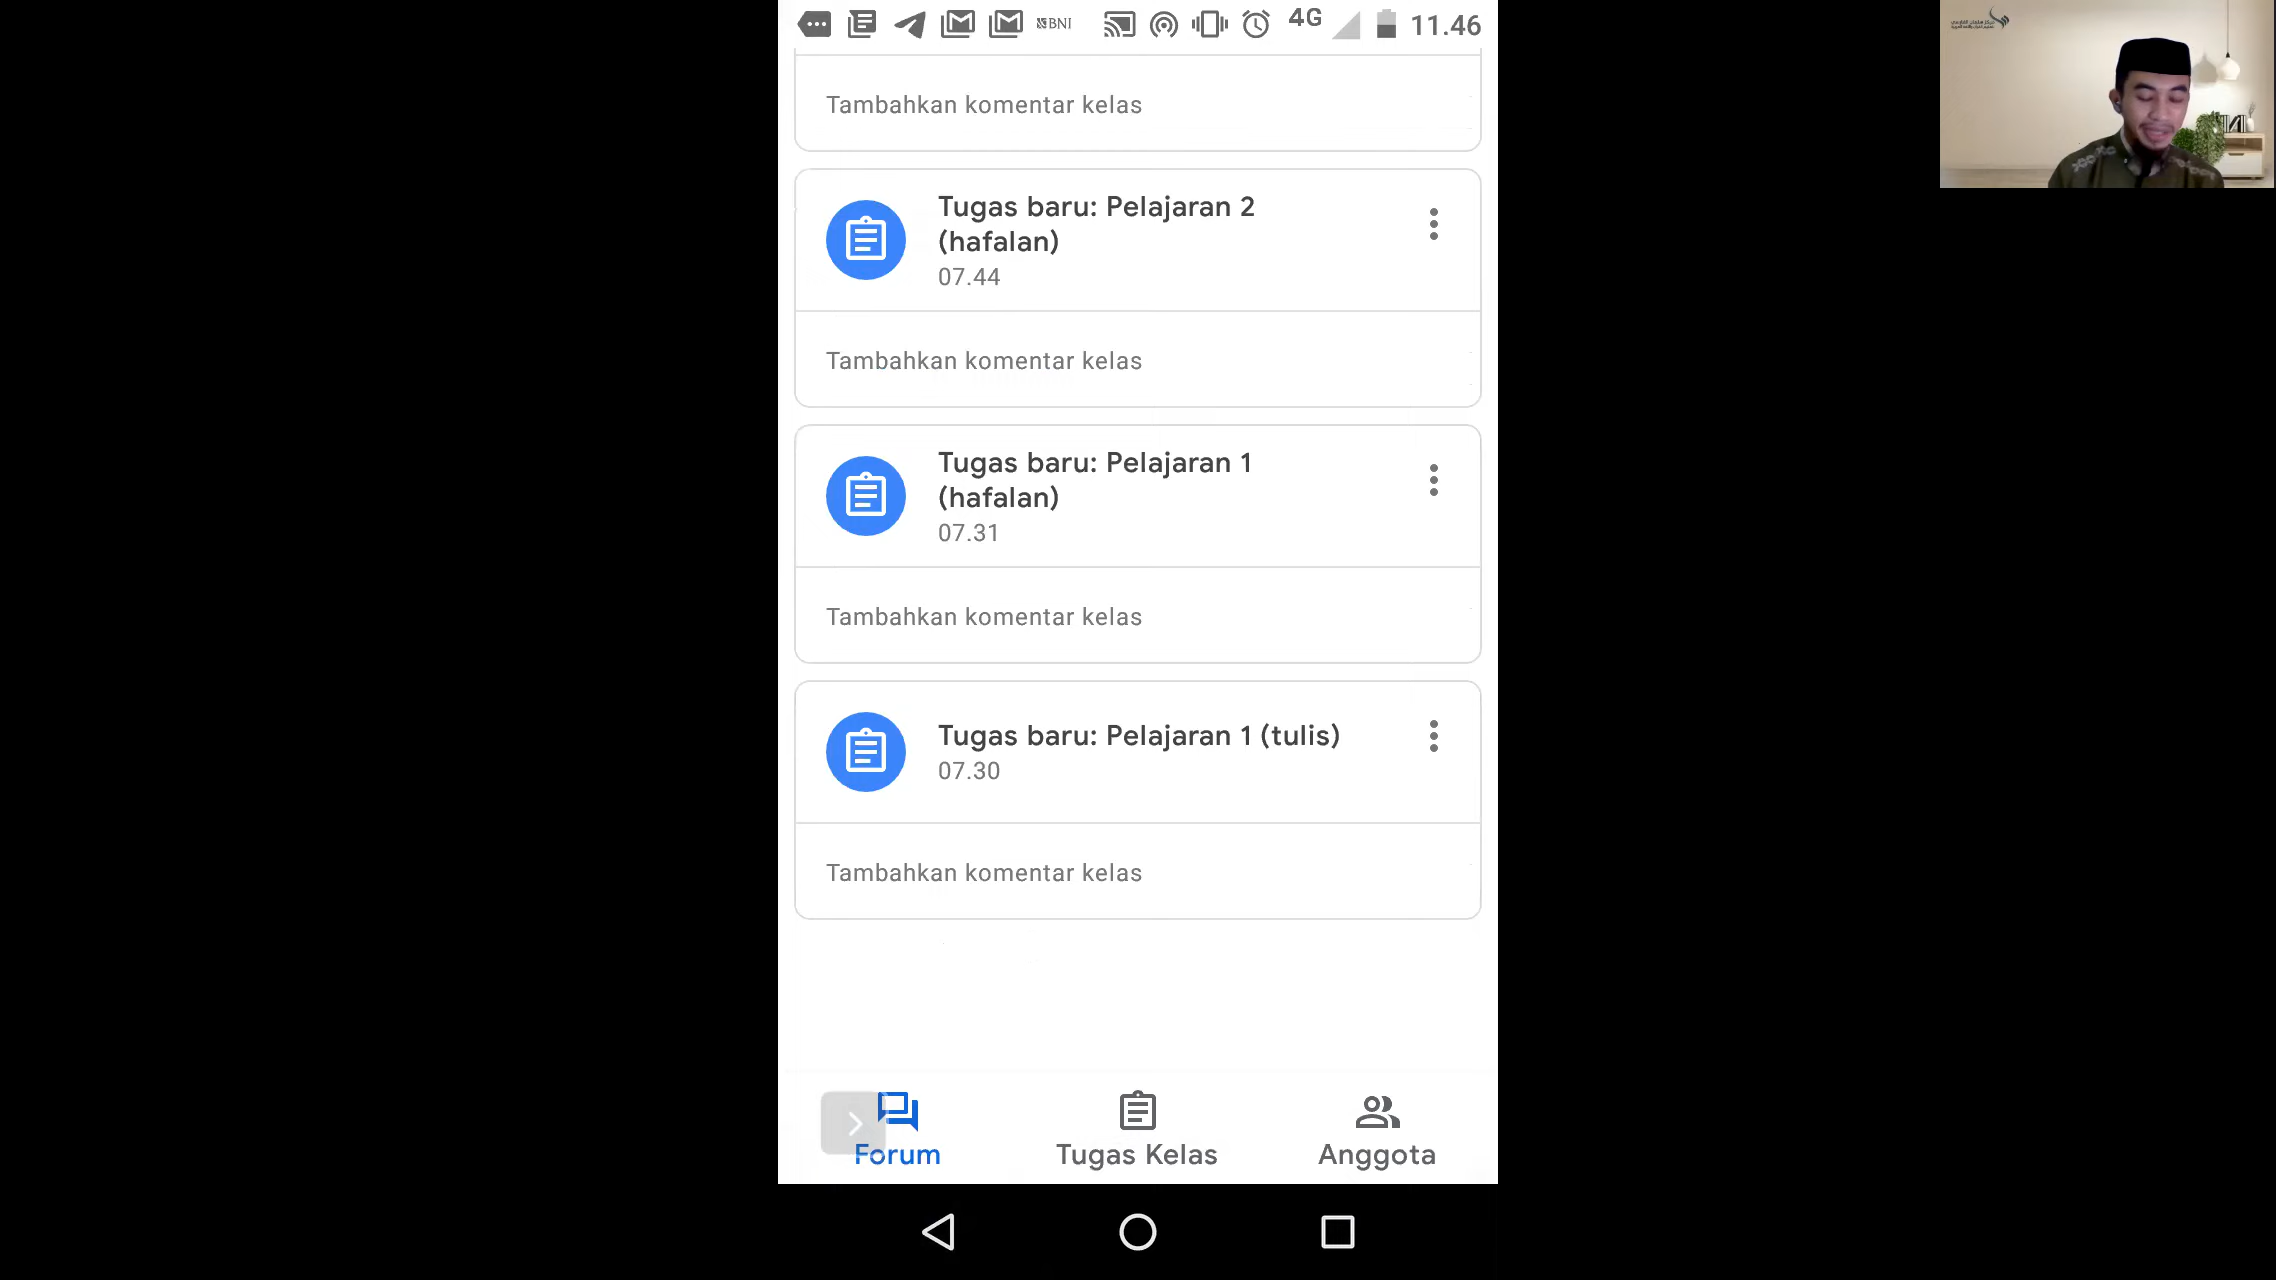 BNI
4G
11.46
Tambahkan komentar kelas
Tugas baru: Pelajaran 2
(hafalan)
07.44
Tambahkan komentar kelas
Tugas baru: Pelajaran 1
(hafalan)
07.31
Tambahkan komentar kelas
Tugas baru: Pelajaran 1 (tulis)
07.30
Tambahkan komentar kelas
Forum
Tugas Kelas
Anggota